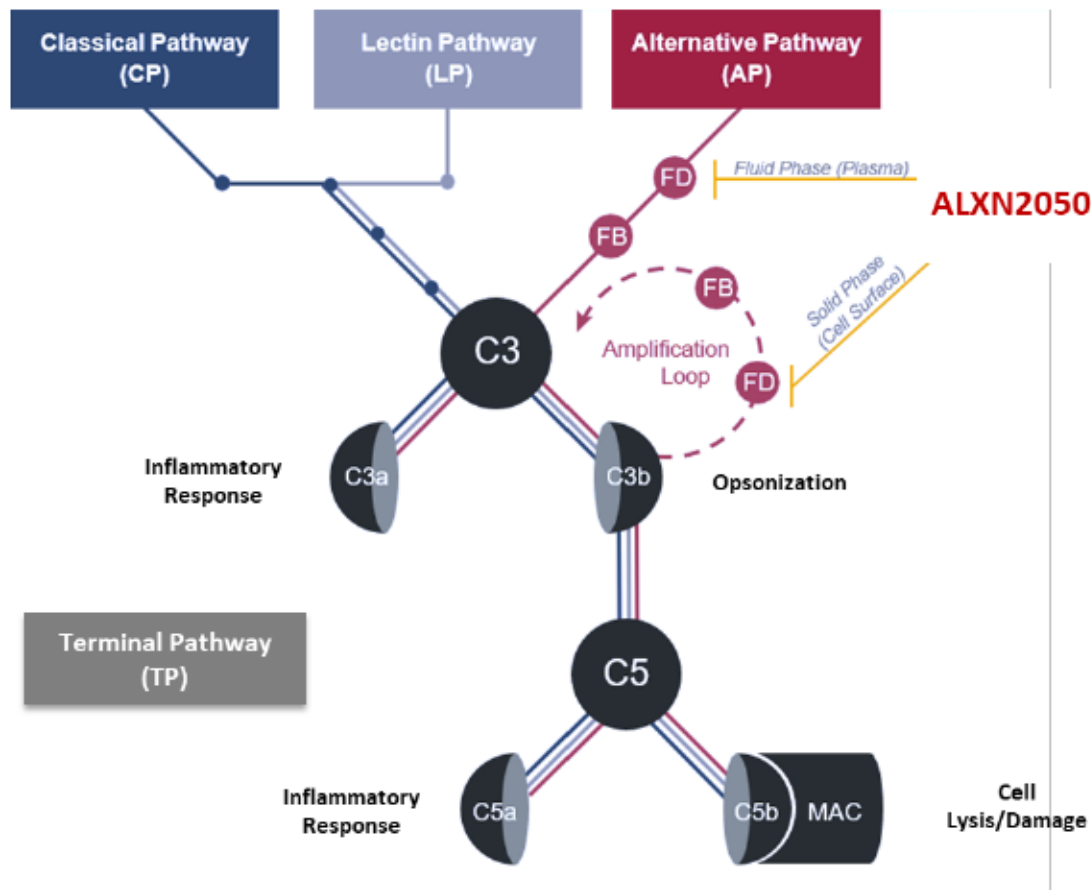 Classical Pathway
(CP)
Lectin Pathway
(LP)
Alternative Pathway
(AP)
FD
Fluid Phase (Plasma)
ALXN2050
FB
FB
Solid Phase
(Cell Surface)
C3
Amplification
Loop
FD
Inflammatory
Response
C3a
C3b
Opsonization
Terminal Pathway
(TP)
C5
Inflammatory
Response
C5a
C5b
MAC
Cell
Lysis/Damage